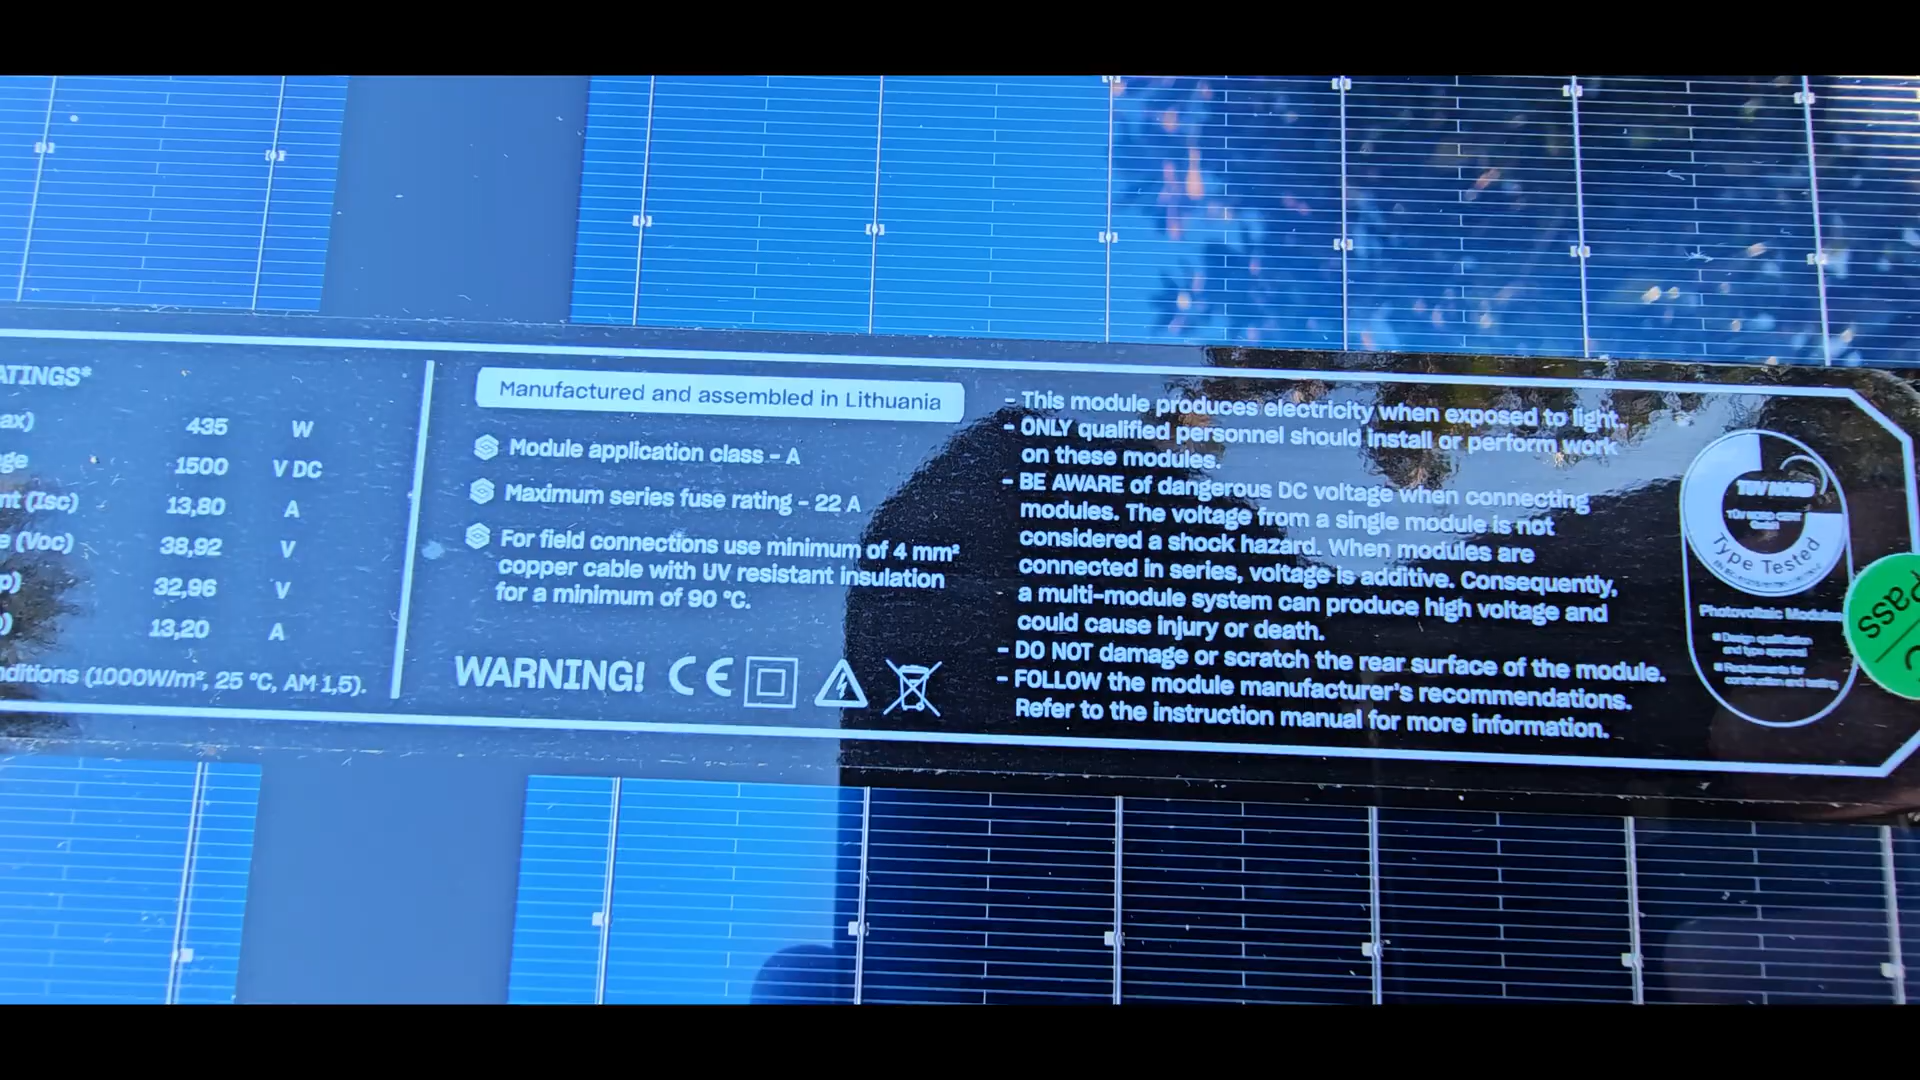 ATINGS*
ax) 435 W
ge 1500 V DC
nt (Isc) 13,80 A
e (Voc) 38,92 V
p) 32,96 V
) 13,20 A
nditions (1000W/m², 25 °C, AM 1,5).
Manufactured and assembled in Lithuania
Module application class - A
Maximum series fuse rating - 22 A
For field connections use minimum of 4 mm²
copper cable with UV resistant insulation
for a minimum of 90 °C.
WARNING! CE
- This module produces electricity when exposed to light.
- ONLY qualified personnel should install or perform work
on these modules.
- BE AWARE of dangerous DC voltage when connecting
modules. The voltage from a single module is not
considered a shock hazard. When modules are
connected in series, voltage is additive. Consequently,
a multi-module system can produce high voltage and
could cause injury or death.
- DO NOT damage or scratch the rear surface of the module.
- FOLLOW the module manufacturer's recommendations.
Refer to the instruction manual for more information.
TÜV NORD
TÜV NORD CERT
GmbH
Type Tested
Photovoltaic Modules
Design qualification
and type approval
Requirements for
construction and testing
Pass